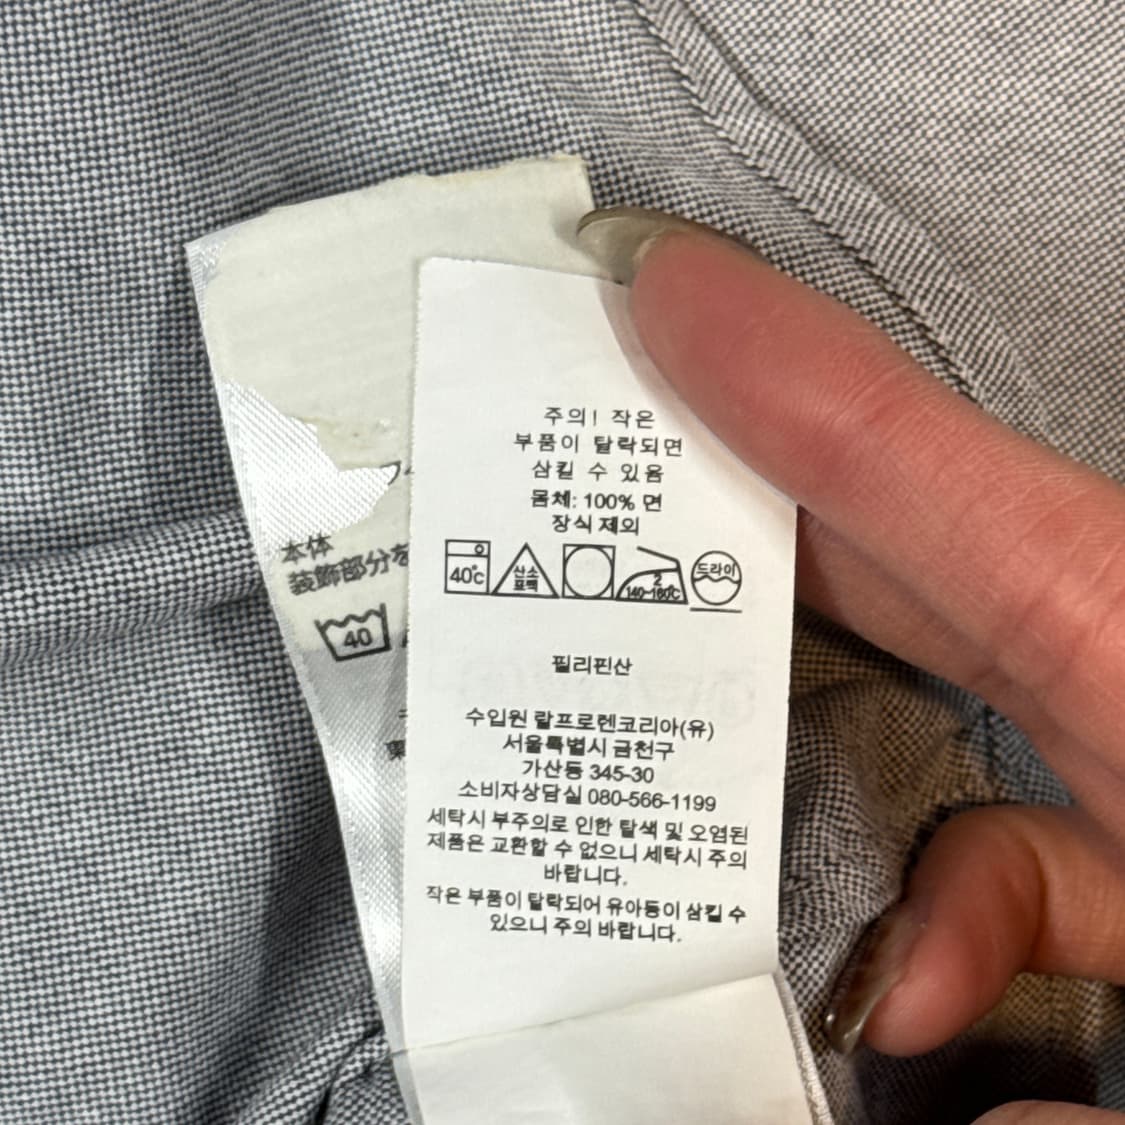 주의! 작은
부품이 탈락되면
삼킬 수 있음
몸체: 100% 면
장식 제외
40°C 산소 표백 2 140~160°C 드라이
필리핀산
수입원 랄프로렌코리아(유)
서울특별시 금천구
가산동 345-30
소비자상담실 080-566-1199
세탁시 부주의로 인한 탈색 및 오염된
제품은 교환할 수 없으니 세탁시 주의
바랍니다.
작은 부품이 탈락되어 유아등이 삼킬 수
있으니 주의 바랍니다.
本体
装飾部分を
40